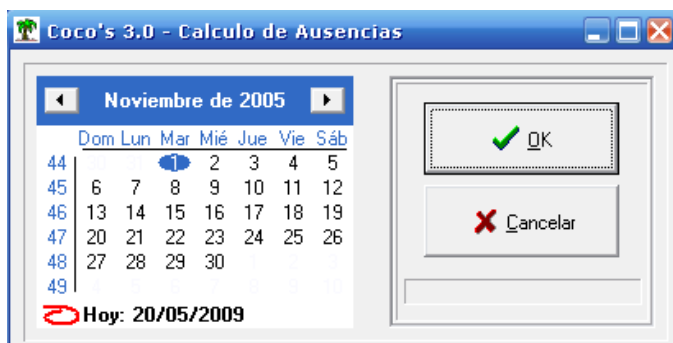 Coco's 3.0 - Calculo de Ausencias
Noviembre de 2005
Dom Lun Mar Mié Jue Vie Sáb
44 30 31 1 2 3 4 5
45 6 7 8 9 10 11 12
46 13 14 15 16 17 18 19
47 20 21 22 23 24 25 26
48 27 28 29 30 1 2 3
49 4 5 6 7 8 9 10
Hoy: 20/05/2009
OK
Cancelar